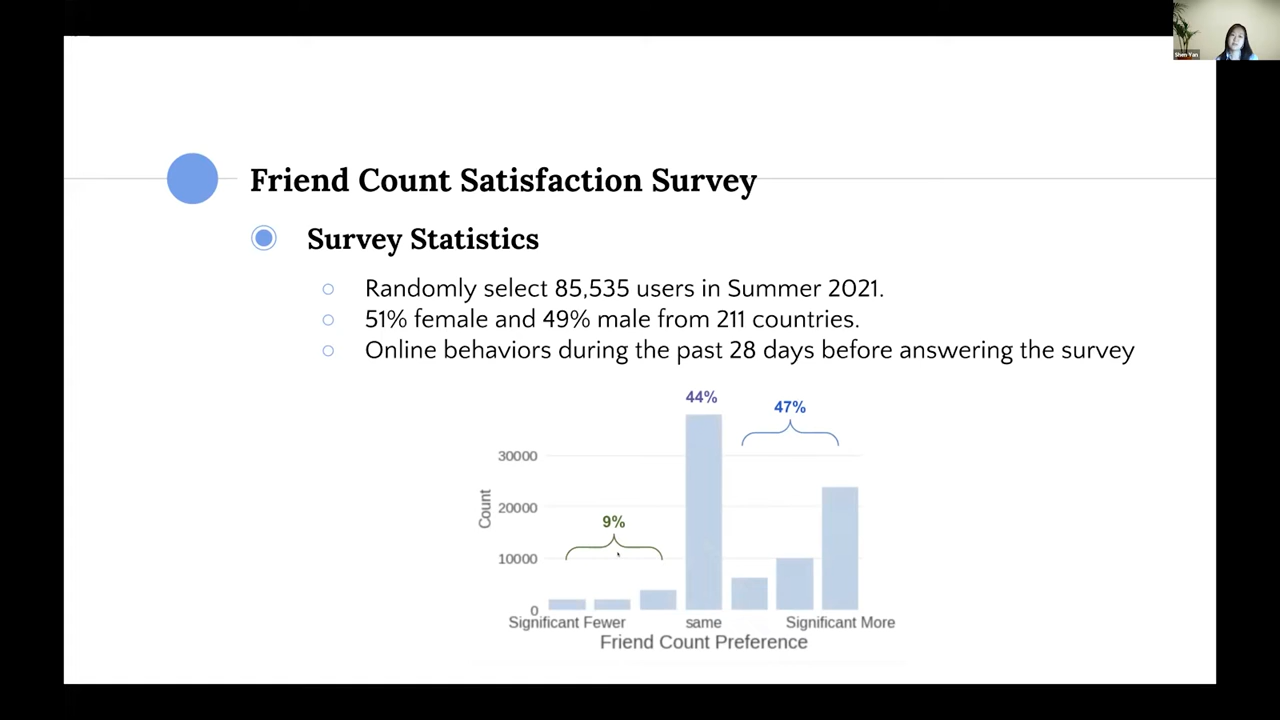 Shen Yan
Friend Count Satisfaction Survey
Survey Statistics
Randomly select 85,535 users in Summer 2021.
51% female and 49% male from 211 countries.
Online behaviors during the past 28 days before answering the survey
44%
47%
30000
20000
10000
0
Count
9%
Significant Fewer
same
Significant More
Friend Count Preference